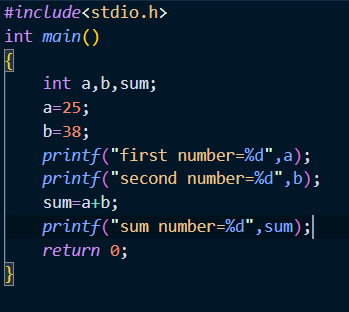 #include<stdio.h>
int main()
{
    int a,b,sum;
    a=25;
    b=38;
    printf("first number=%d",a);
    printf("second number=%d",b);
    sum=a+b;
    printf("sum number=%d",sum);
    return 0;
}